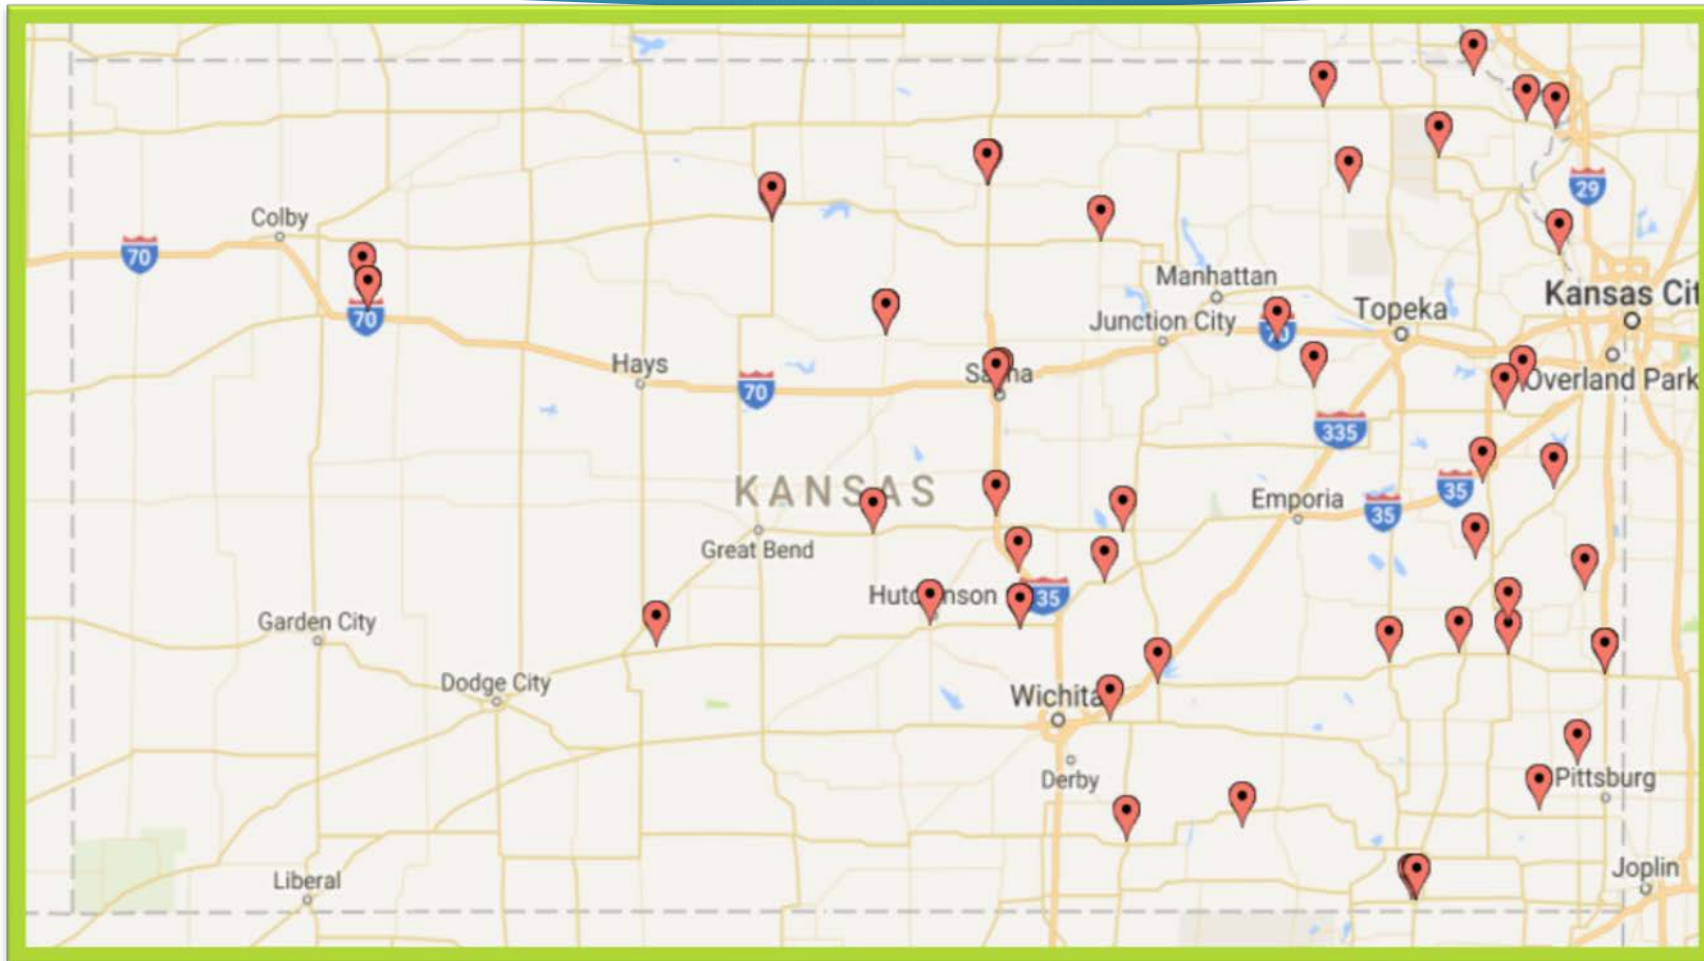 29
Colby
70
Manhattan
Kansas Cit
Topeka
70
Junction City
70
Hays
Overland Park
70
335
KANSAS
35
Emporia
35
Great Bend
35
Garden City
Dodge City
Wichita
Derby
Pittsburg
Joplin
Liberal